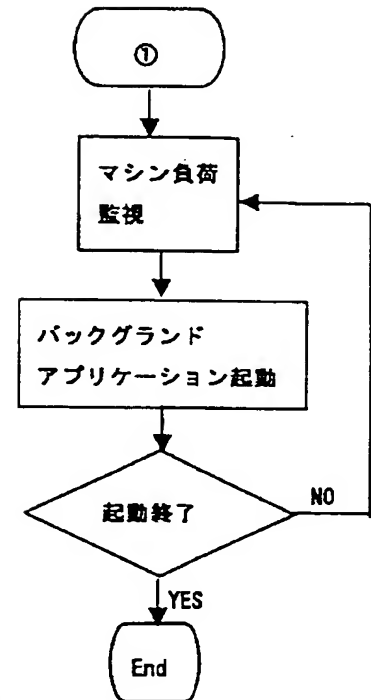 ①
マシン負荷
監視
バックグランド
アプリケーション起動
起動終了
NO
YES
End